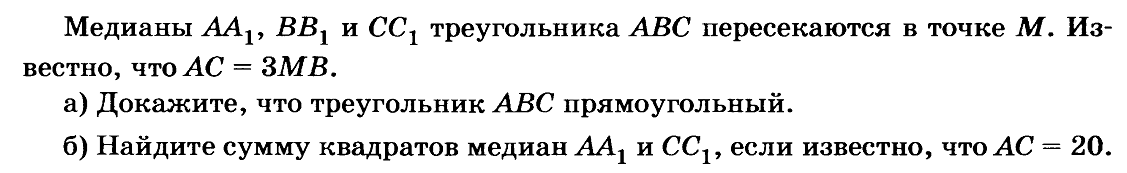 Медианы AA₁, BB₁ и CC₁ треугольника ABC пересекаются в точке M. Из-
вестно, что AC = 3MB.
а) Докажите, что треугольник ABC прямоугольный.
б) Найдите сумму квадратов медиан AA₁ и CC₁, если известно, что AC = 20.